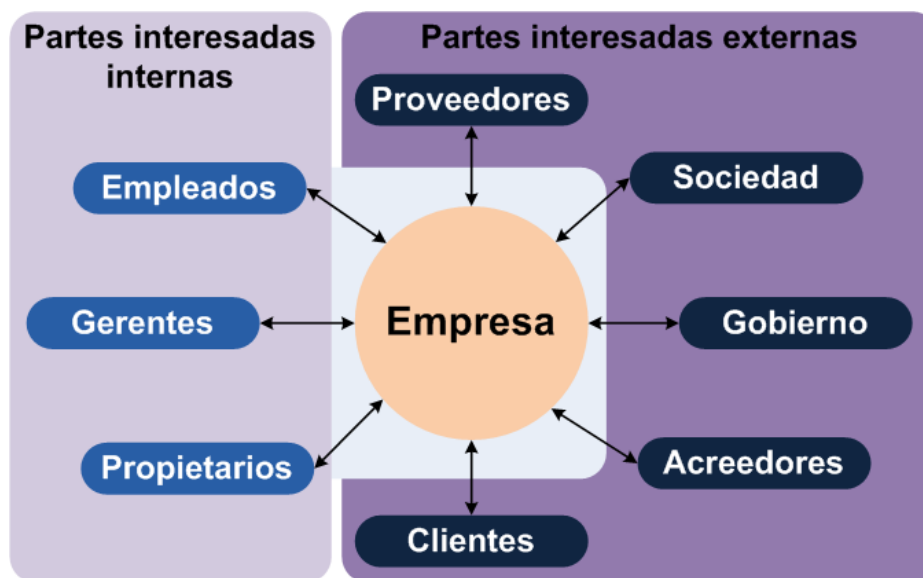 Partes interesadas
internas
Partes interesadas externas
Proveedores
Empleados
Sociedad
Gerentes
Empresa
Gobierno
Propietarios
Acreedores
Clientes